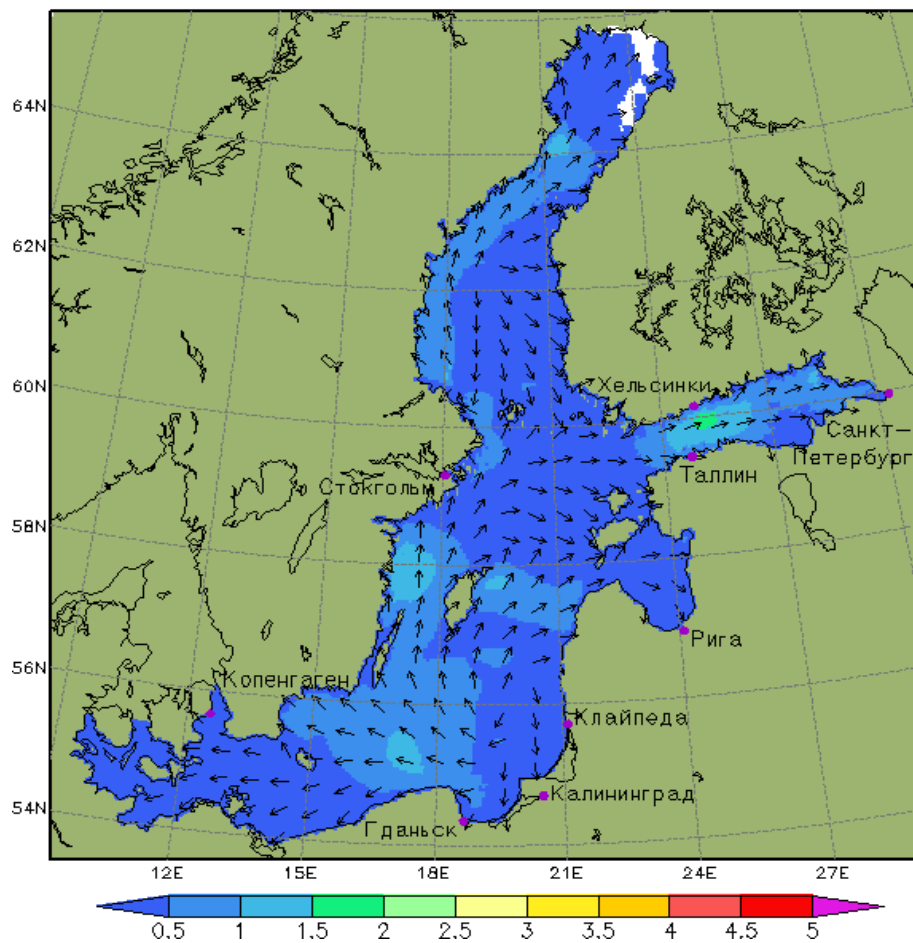 64N
62N
60N
Хельсинки
Санкт-
Петербург
Таллин
Стокгольм
58N
Рига
56N
Копенгаген
Клайпеда
Калининград
54N
Гданьск
12E 15E 18E 21E 24E 27E
0,5 1 1,5 2 2,5 3 3,5 4 4,5 5